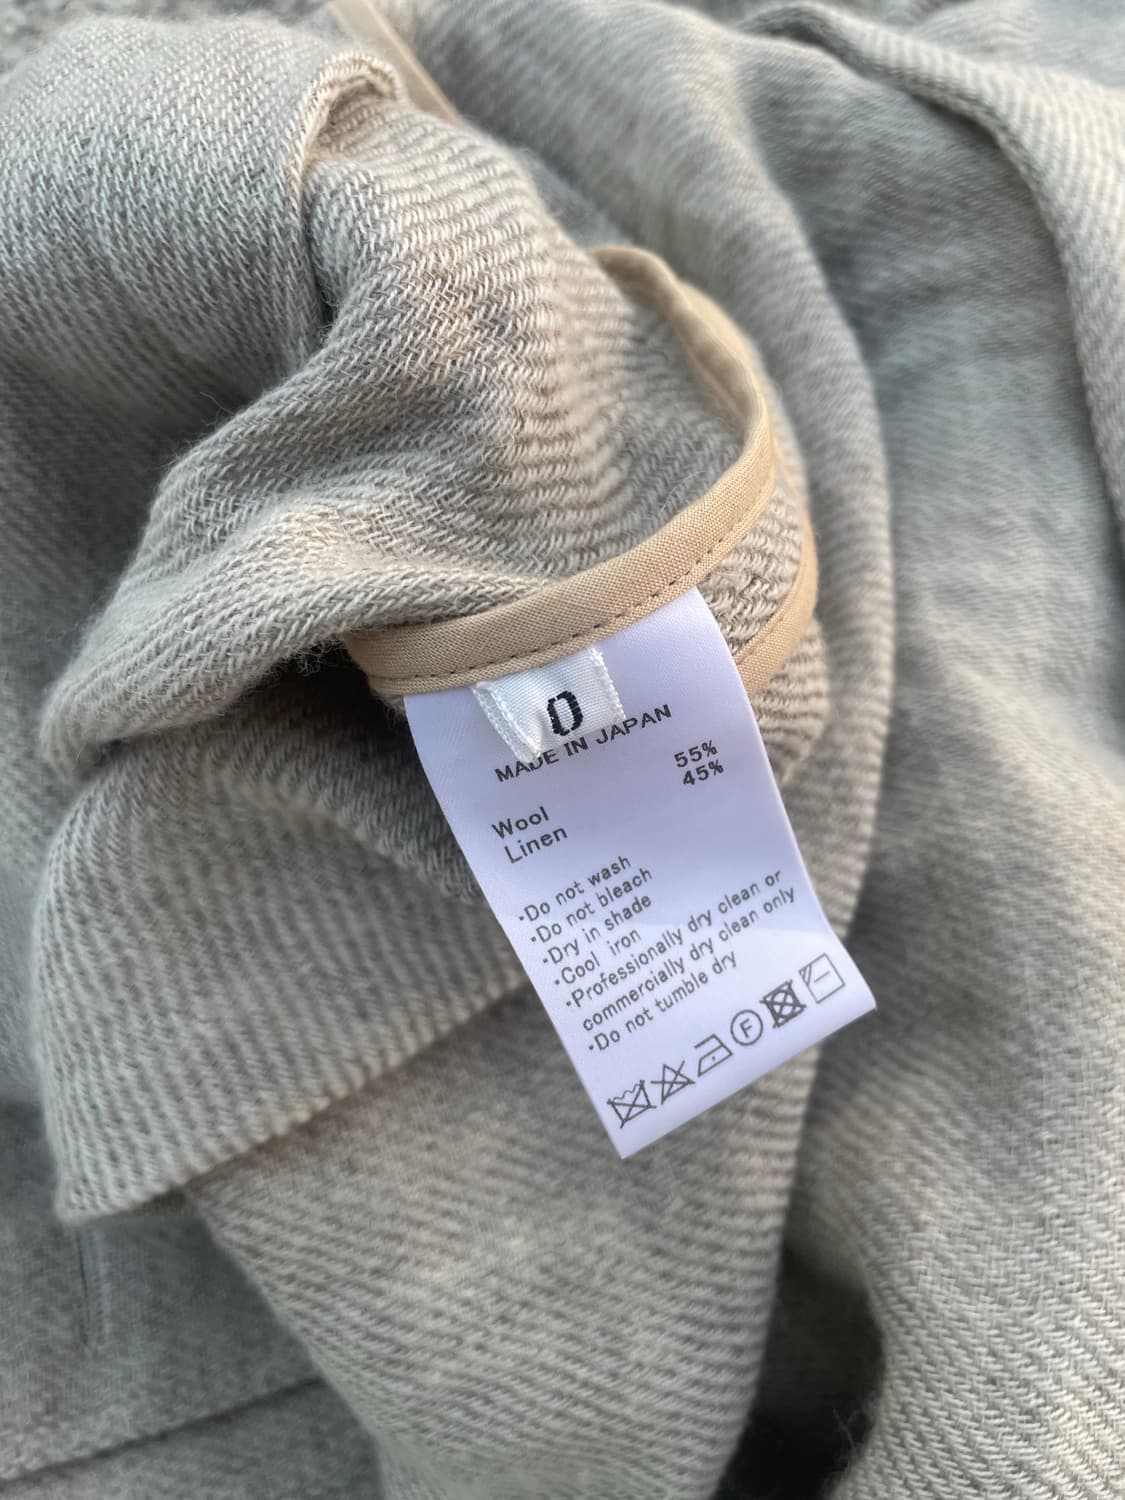 0
MADE IN JAPAN
55%
45%
Wool
Linen
·Do not wash
·Do not bleach
·Dry in shade
·Cool iron
·Professionally dry clean or
commercially dry clean only
·Do not tumble dry
F